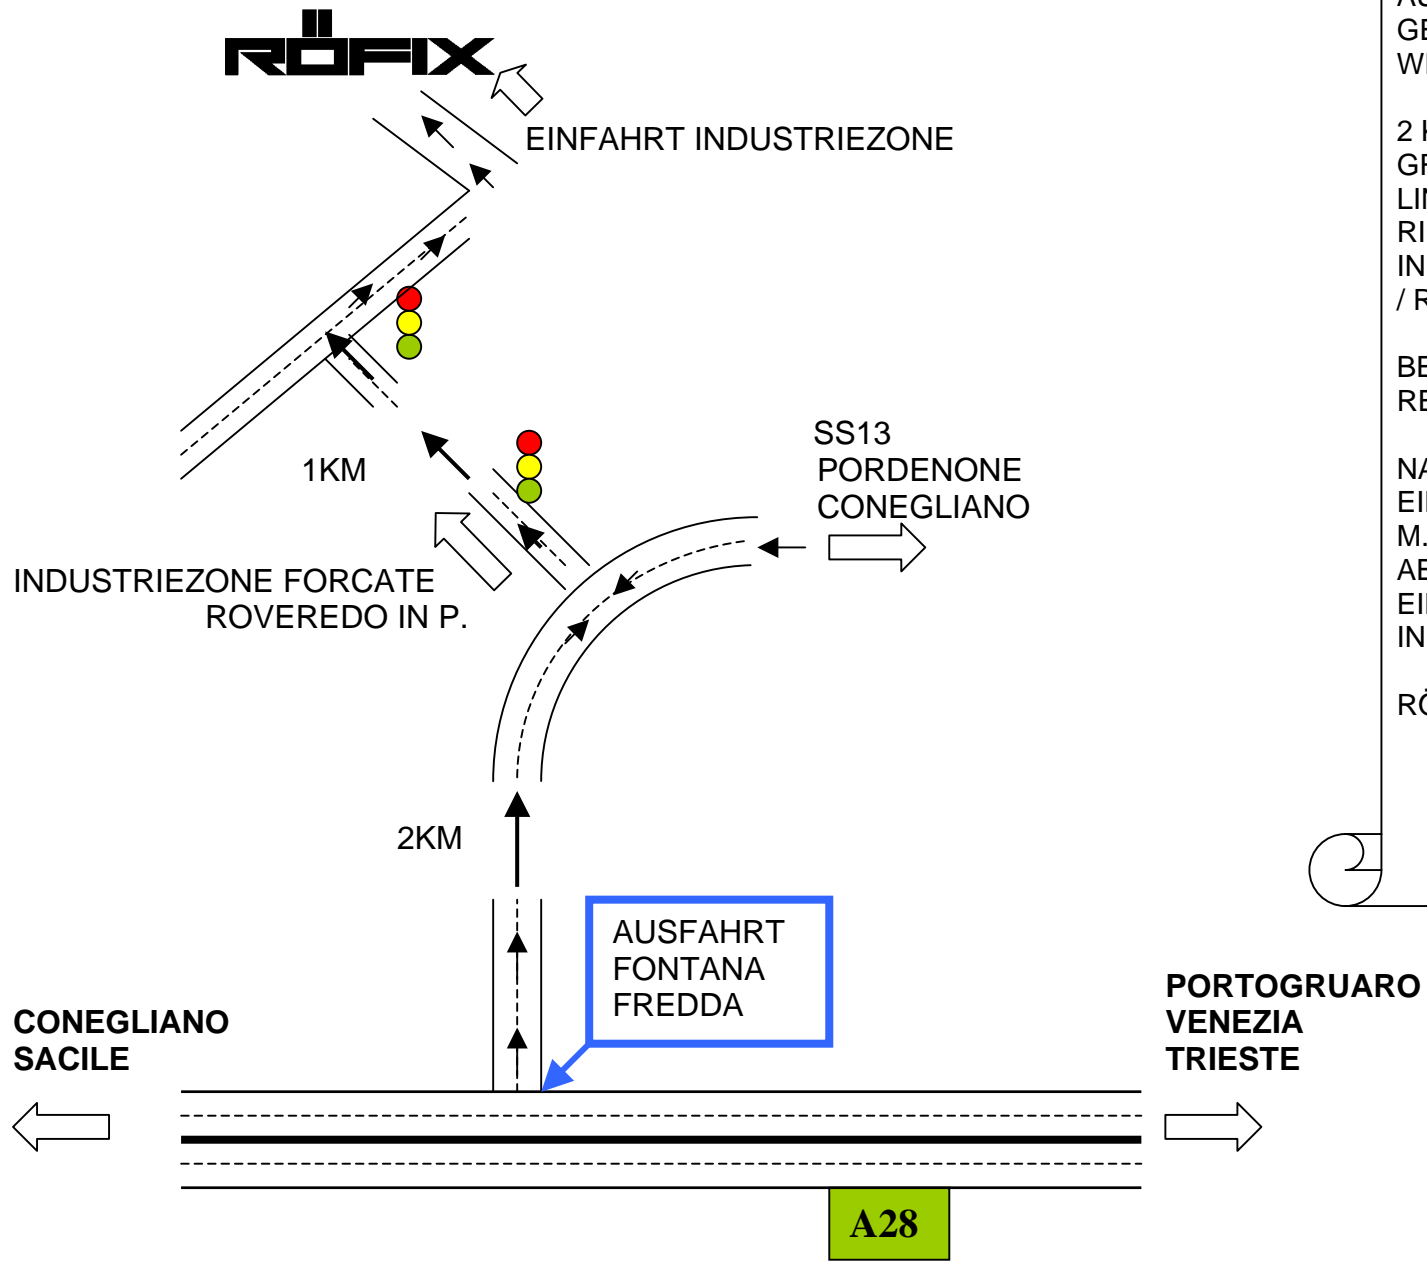 RÖFIX
EINFAHRT INDUSTRIEZONE
1KM
SS13
PORDENONE
CONEGLIANO
INDUSTRIEZONE FORCATE
ROVEREDO IN P.
2KM
AUSFAHRT
FONTANA
FREDDA
CONEGLIANO
SACILE
PORTOGRUARO
VENEZIA
TRIESTE
A28
2
/
M.